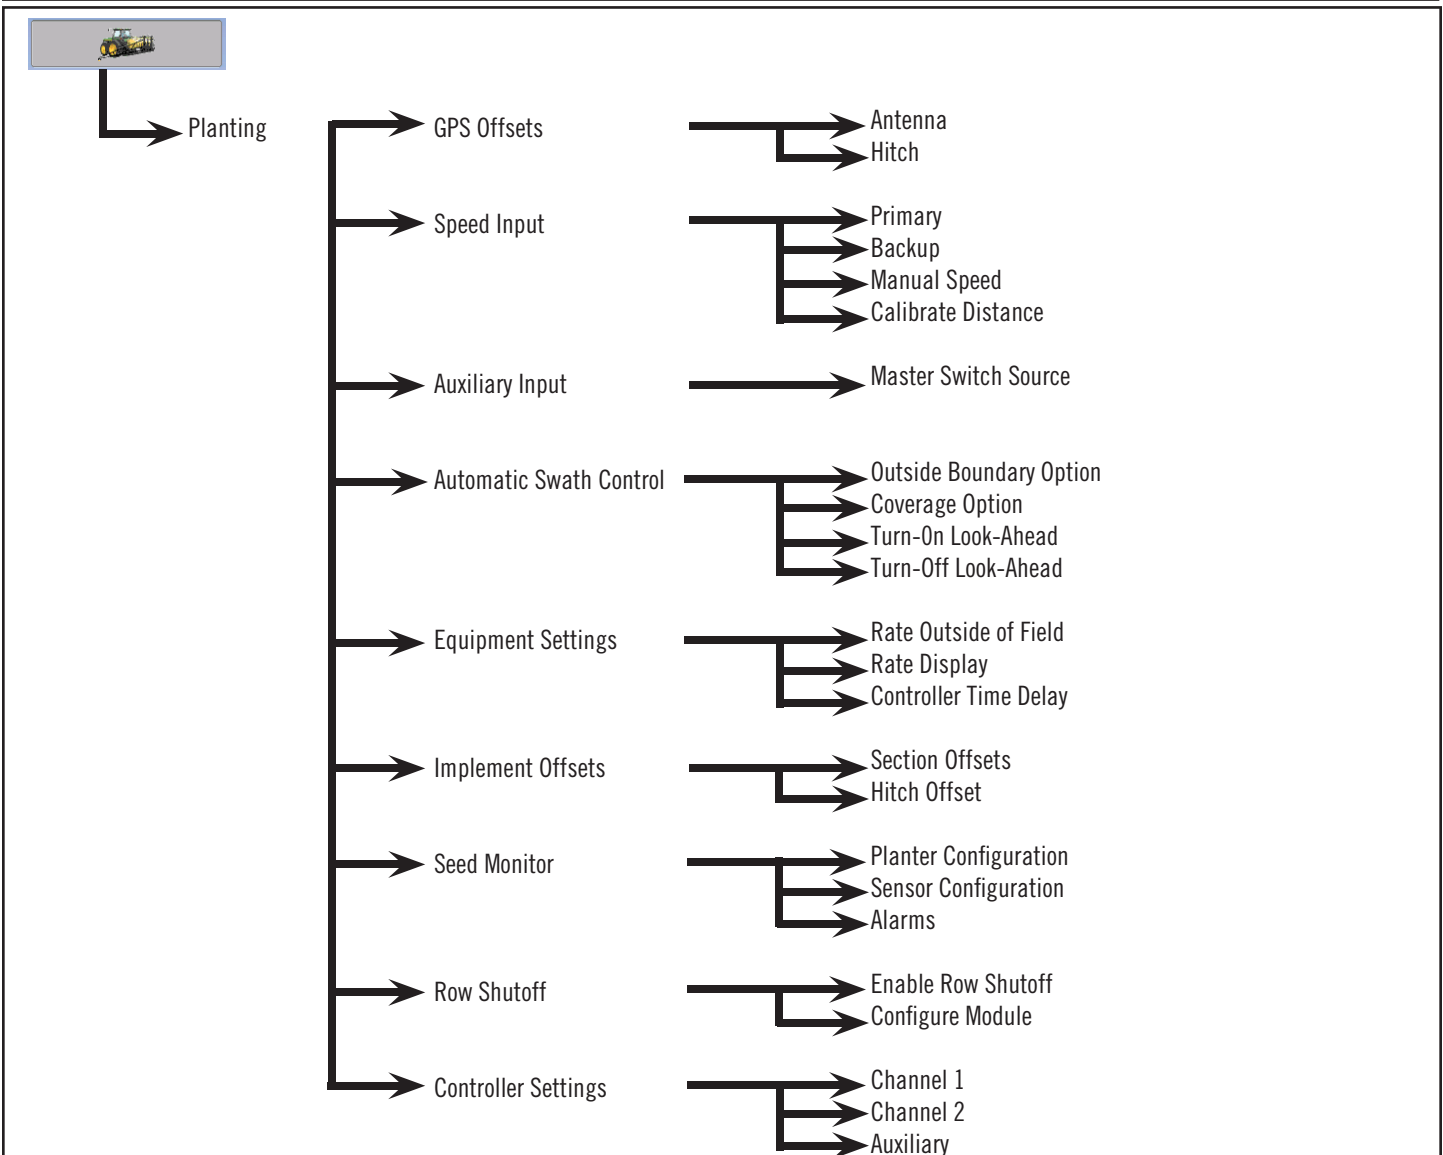 Planting
GPS Offsets
Antenna
Hitch
Speed Input
Primary
Backup
Manual Speed
Calibrate Distance
Auxiliary Input
Master Switch Source
Automatic Swath Control
Outside Boundary Option
Coverage Option
Turn-On Look-Ahead
Turn-Off Look-Ahead
Equipment Settings
Rate Outside of Field
Rate Display
Controller Time Delay
Implement Offsets
Section Offsets
Hitch Offset
Seed Monitor
Planter Configuration
Sensor Configuration
Alarms
Row Shutoff
Enable Row Shutoff
Configure Module
Controller Settings
Channel 1
Channel 2
Auxiliary